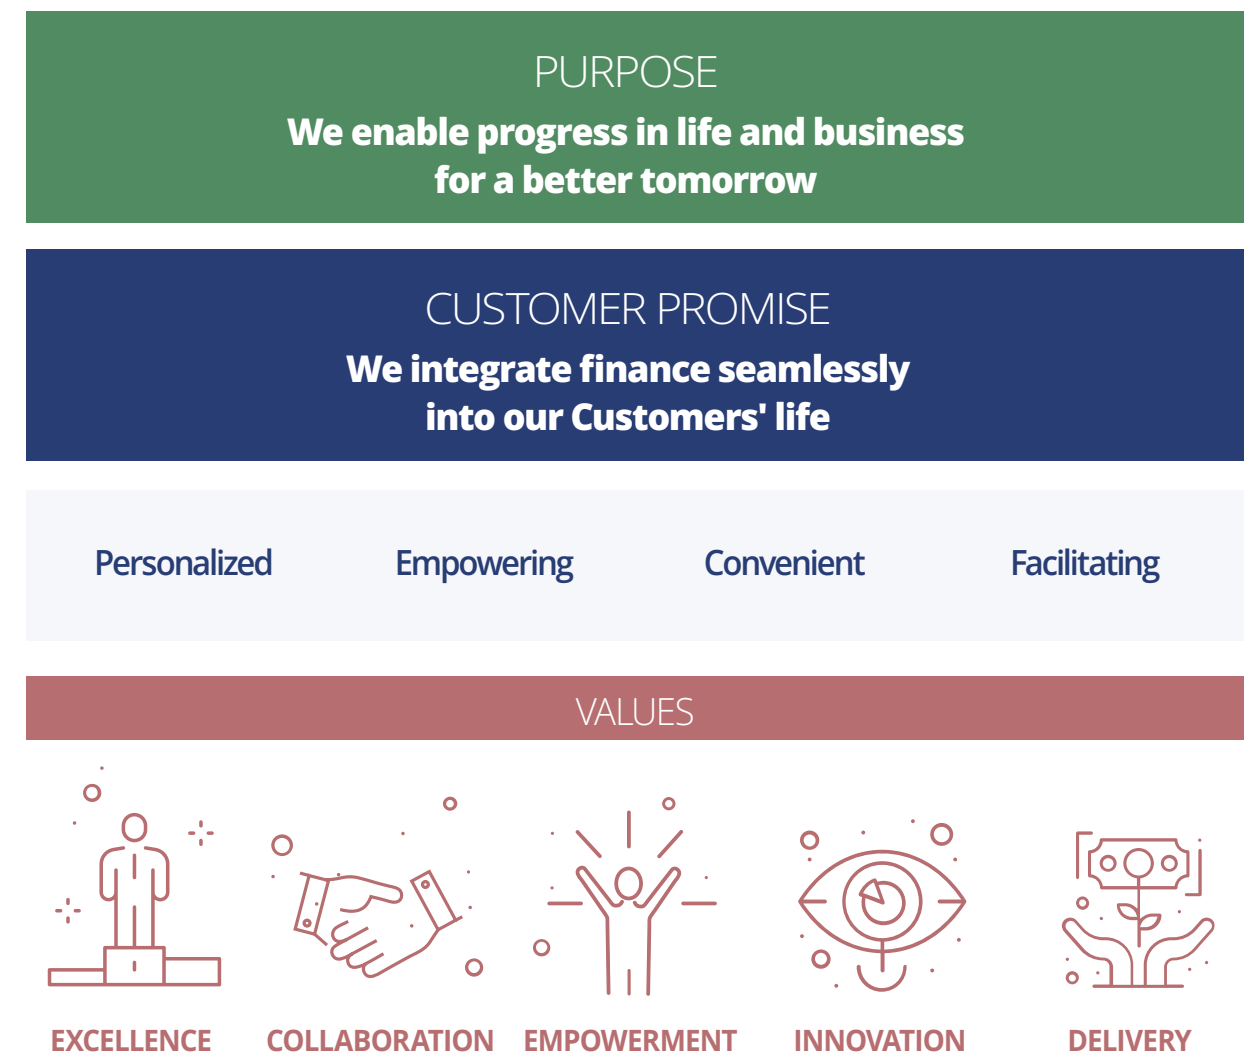 PURPOSE
We enable progress in life and business
for a better tomorrow
CUSTOMER PROMISE
We integrate finance seamlessly
into our Customers' life
Personalized Empowering Convenient Facilitating
VALUES
EXCELLENCE COLLABORATION EMPOWERMENT INNOVATION DELIVERY